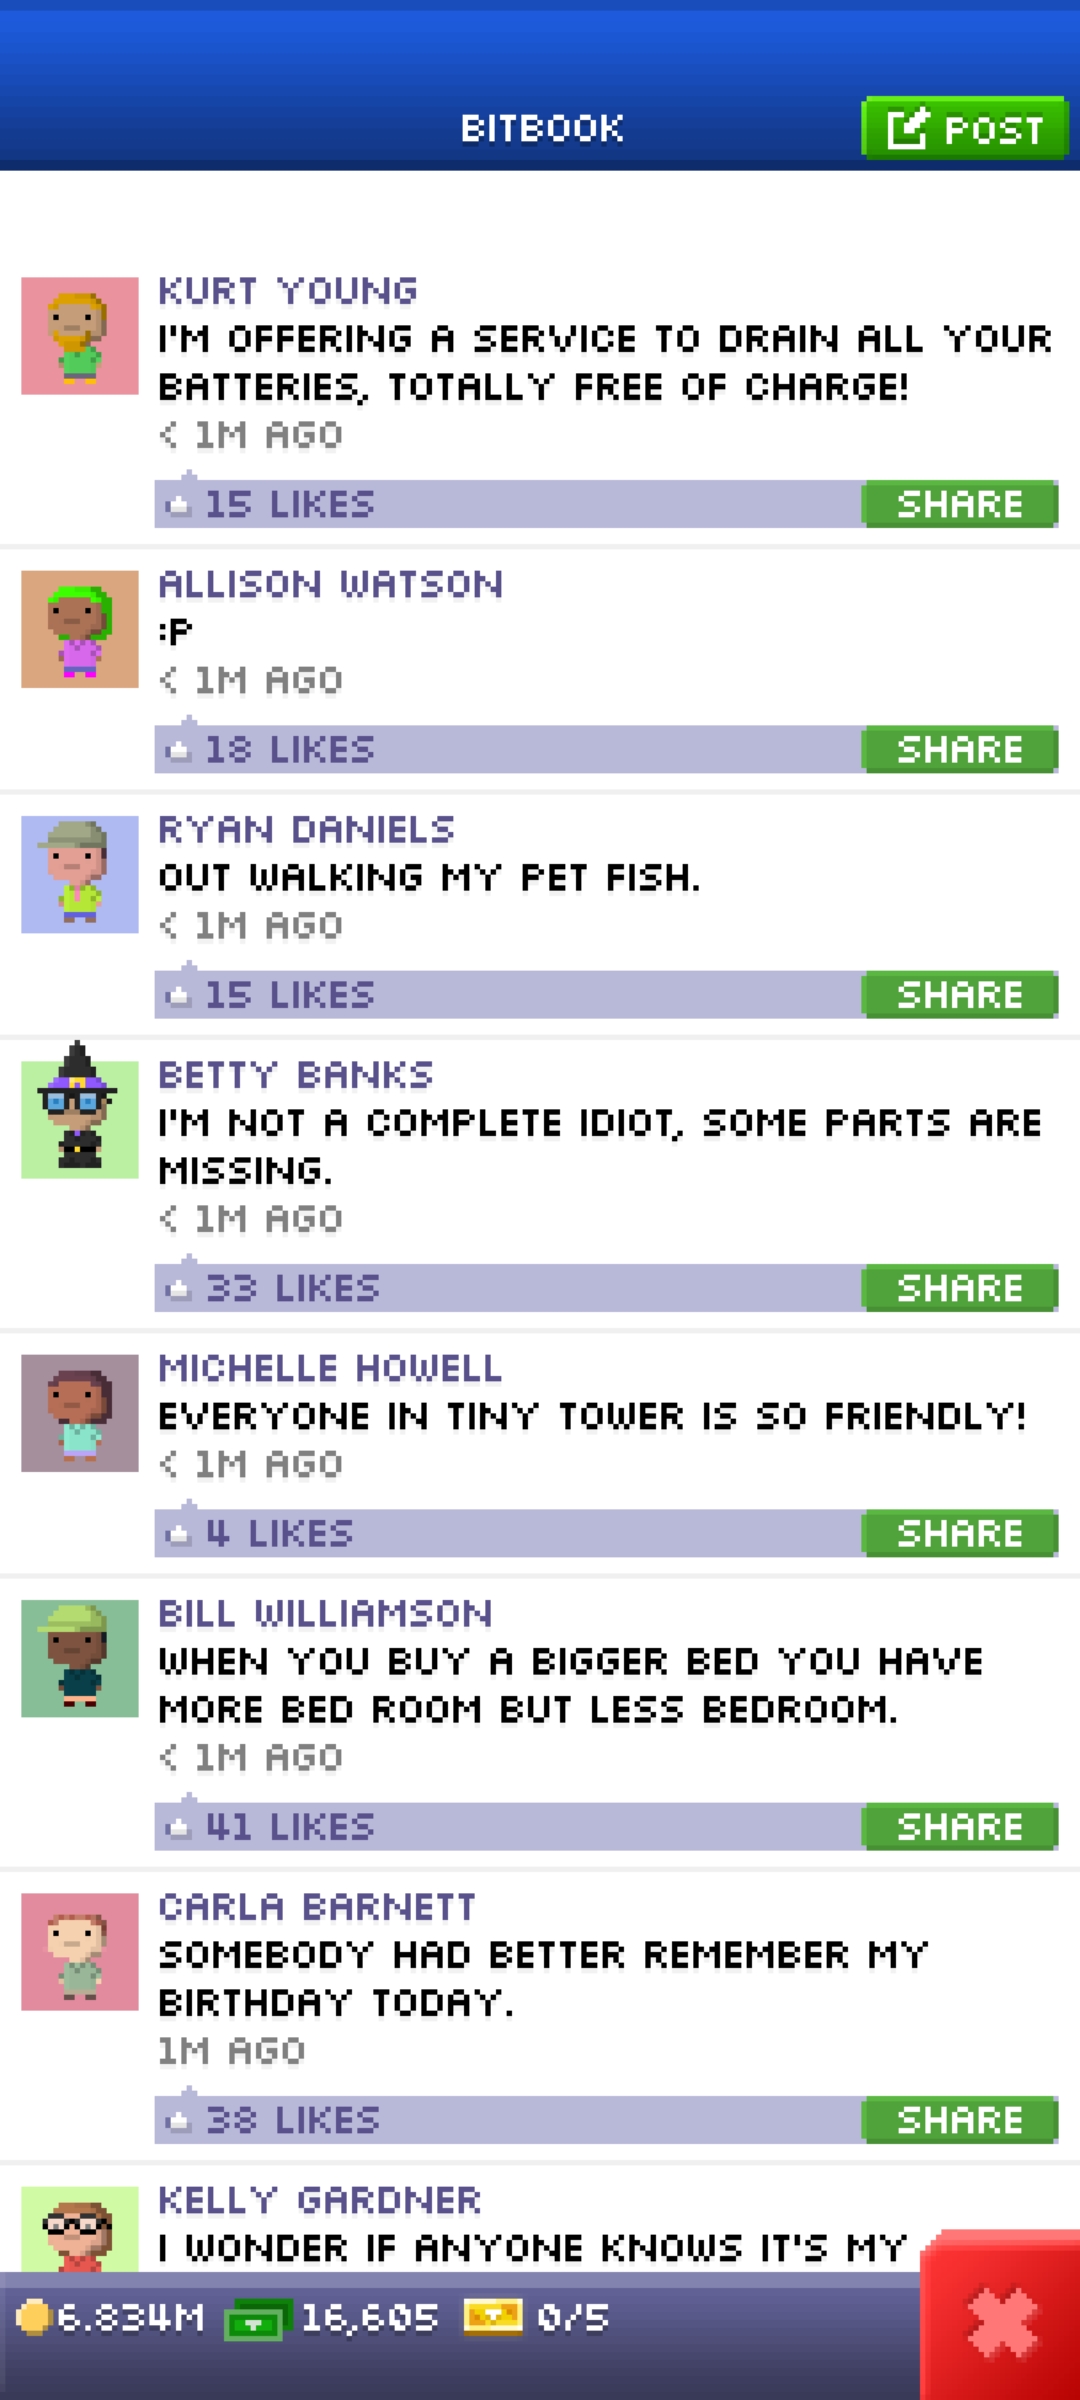 BITBOOK
POST
KURT YOUNG
I'M OFFERING A SERVICE TO DRAIN ALL YOUR
BATTERIES, TOTALLY FREE OF CHARGE!
< 1M AGO
15 LIKES
SHARE
ALLISON WATSON
:P
< 1M AGO
18 LIKES
SHARE
RYAN DANIELS
OUT WALKING MY PET FISH.
< 1M AGO
15 LIKES
SHARE
BETTY BANKS
I'M NOT A COMPLETE IDIOT, SOME PARTS ARE
MISSING.
< 1M AGO
33 LIKES
SHARE
MICHELLE HOWELL
EVERYONE IN TINY TOWER IS SO FRIENDLY!
< 1M AGO
4 LIKES
SHARE
BILL WILLIAMSON
WHEN YOU BUY A BIGGER BED YOU HAVE
MORE BED ROOM BUT LESS BEDROOM.
< 1M AGO
41 LIKES
SHARE
CARLA BARNETT
SOMEBODY HAD BETTER REMEMBER MY
BIRTHDAY TODAY.
1M AGO
38 LIKES
SHARE
KELLY GARDNER
I WONDER IF ANYONE KNOWS IT'S MY
6.834M 16,605 0/5